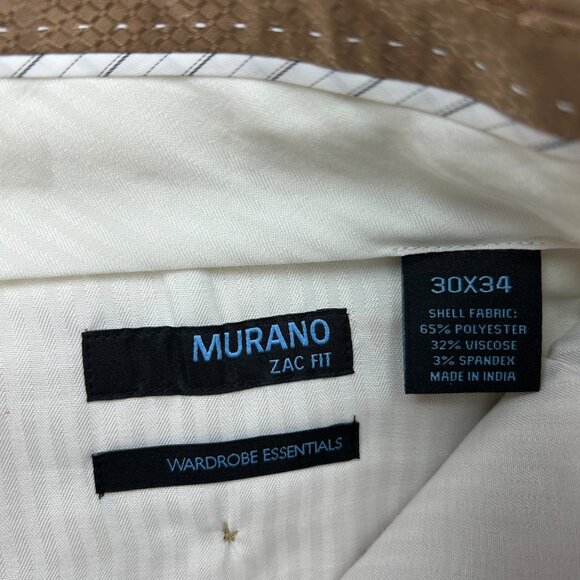 MURANO
ZAC FIT
WARDROBE ESSENTIALS
30X34
SHELL FABRIC:
65% POLYESTER
32% VISCOSE
3% SPANDEX
MADE IN INDIA